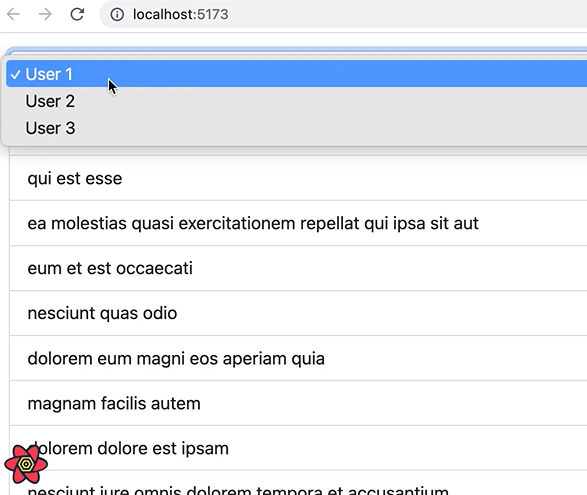 localhost:5173
✓ User 1
User 2
User 3
qui est esse
ea molestias quasi exercitationem repellat qui ipsa sit aut
eum et est occaecati
nesciunt quas odio
dolorem eum magni eos aperiam quia
magnam facilis autem
dolorem dolore est ipsam
nesciunt iure omnis dolorem tempora et accusantium